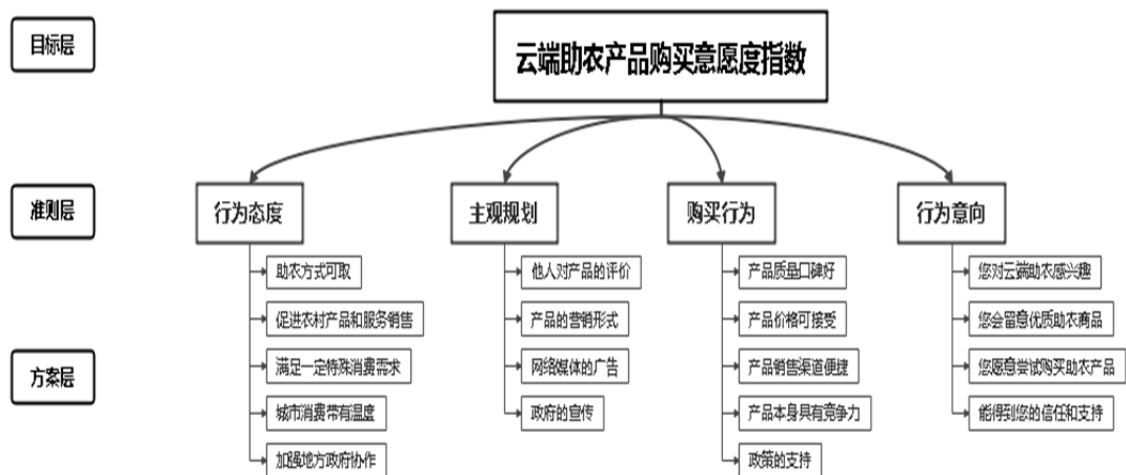 目标层
云端助农产品购买意愿度指数
准则层
行为态度
主观规划
购买行为
行为意向
方案层
助农方式可取
促进农村产品和服务销售
满足一定特殊消费需求
城市消费带有温度
加强地方政府协作
他人对产品的评价
产品的营销形式
网络媒体的广告
政府的宣传
产品质量口碑好
产品价格可接受
产品销售渠道便捷
产品本身具有竞争力
政策的支持
您对云端助农感兴趣
您会留意优质助农商品
您愿意尝试购买助农产品
能得到您的信任和支持